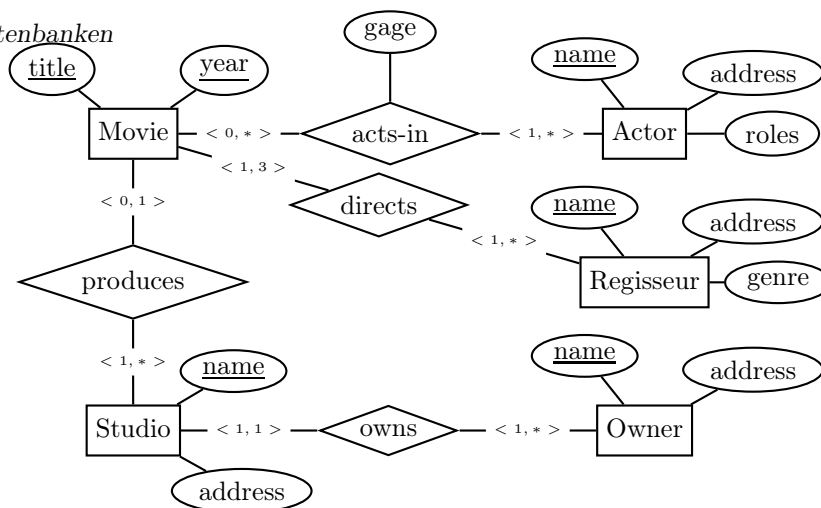 tenbanken
gage
title
year
name
address
Movie
< 0, ∗ >
acts-in
< 1, ∗ >
Actor
roles
< 1, 3 >
directs
< 0, 1 >
< 1, ∗ >
name
address
produces
Regisseur
genre
< 1, ∗ >
name
name
address
Studio
< 1, 1 >
owns
< 1, ∗ >
Owner
address